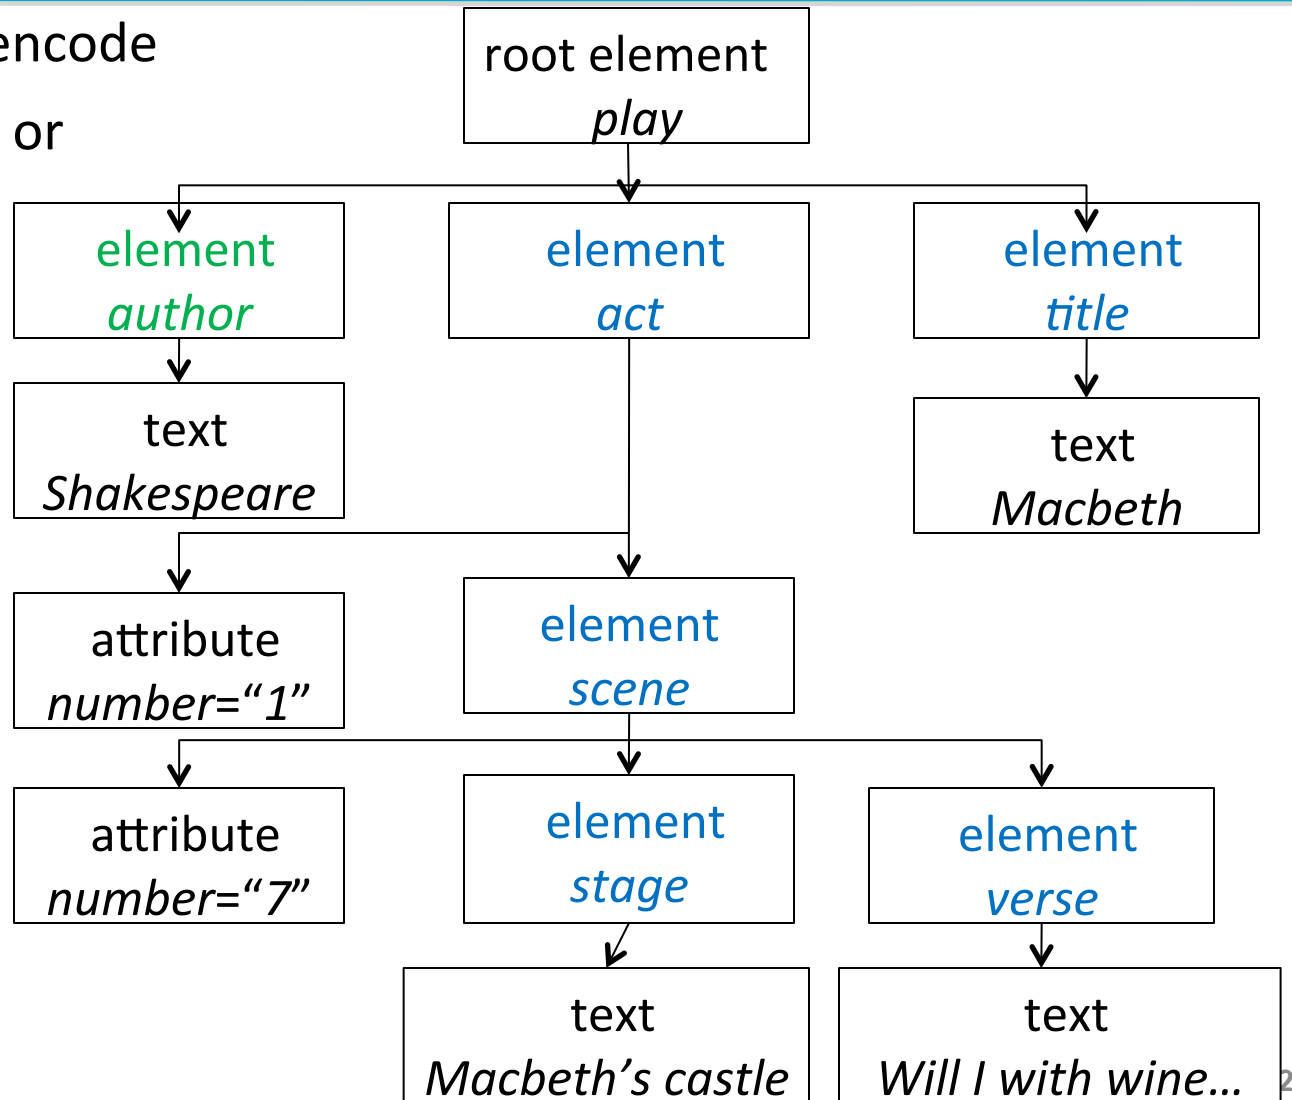 encode
or
root element
play
element
author
element
act
element
title
text
Shakespeare
text
Macbeth
attribute
number=“1”
element
scene
attribute
number=“7”
element
stage
element
verse
text
Macbeth’s castle
text
Will I with wine…
2